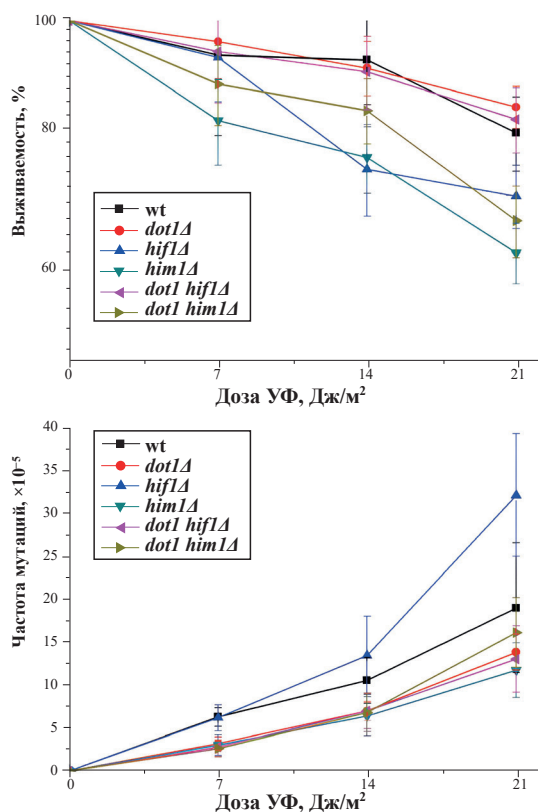 Выживаемость, %
100
80
60
wt
dot1Δ
hif1Δ
him1Δ
dot1 hif1Δ
dot1 him1Δ
0
7
14
21
Доза УФ, Дж/м²
Частота мутаций, ×10⁻⁵
40
35
30
25
20
15
10
5
0
wt
dot1Δ
hif1Δ
him1Δ
dot1 hif1Δ
dot1 him1Δ
0
7
14
21
Доза УФ, Дж/м²